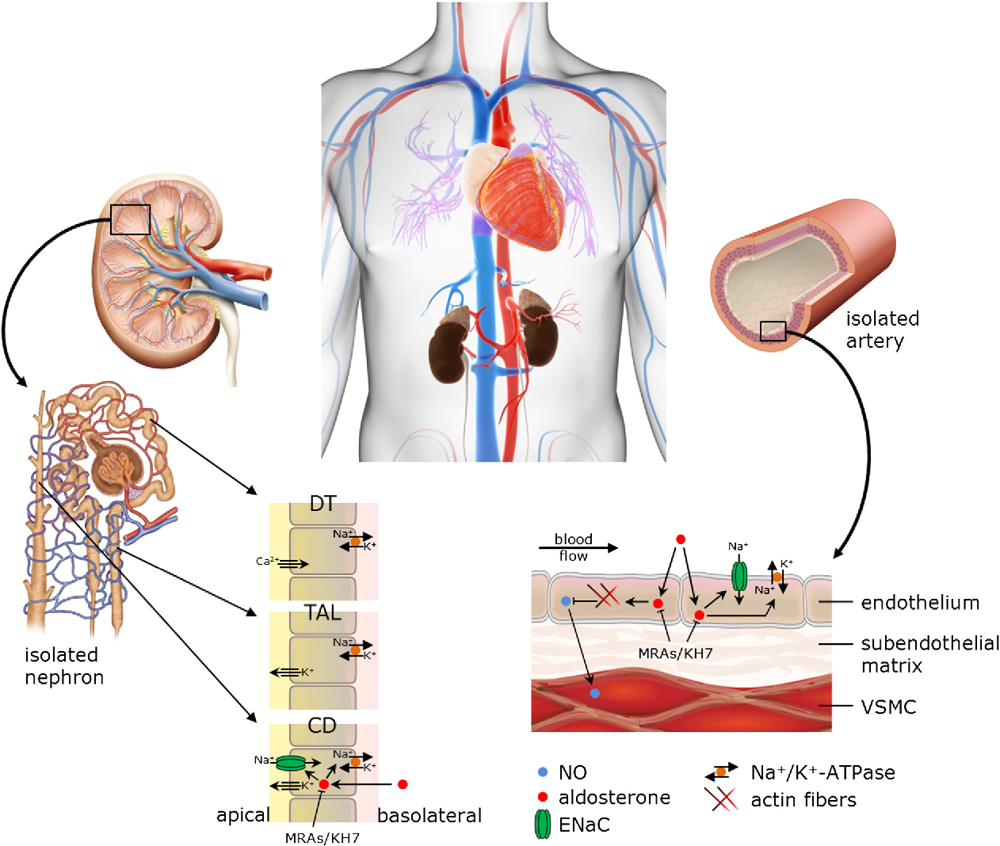 isolated
artery
isolated
nephron
DT
Na⁺
K⁺
Ca²⁺
TAL
Na⁺
K⁺
K⁺
CD
Na⁺
Na⁺
K⁺
K⁺
apical
basolateral
MRAs/KH7
blood
flow
Na⁺
K⁺
Na⁺
MRAs/KH7
endothelium
subendothelial
matrix
VSMC
NO
aldosterone
ENaC
Na⁺/K⁺-ATPase
actin fibers